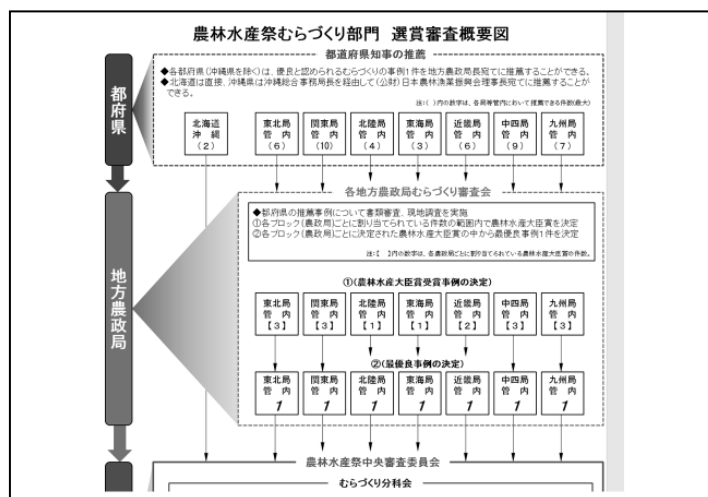 農林水産祭むらづくり部門 選賞審査概要図
都府県
都道府県知事の推薦
◆各都府県(沖縄県を除く)は、優良と認められるむらづくりの事例1件を地方農政局長宛てに推薦することができる。
◆北海道は直接、沖縄県は沖縄総合事務局長を経由して(公財)日本農林漁業振興会理事長宛てに推薦することができる。
注:( )内の数字は、各局等管内において推薦できる件数(最大)
北海道 沖縄 (2)
東北局 管内 (6)
関東局 管内 (10)
北陸局 管内 (4)
東海局 管内 (3)
近畿局 管内 (6)
中四局 管内 (9)
九州局 管内 (7)
地方農政局
各地方農政局むらづくり審査会
◆都府県の推薦事例について書類審査、現地調査を実施
①各ブロック(農政局)ごとに割り当てられている件数の範囲内で農林水産大臣賞を決定
②各ブロック(農政局)ごとに決定された農林水産大臣賞の中から最優良事例1件を決定
注:【 】内の数字は、各農政局ごとに割り当てられている農林水産大臣賞の件数。
①(農林水産大臣賞受賞事例の決定)
東北局 管内 【3】
関東局 管内 【3】
北陸局 管内 【1】
東海局 管内 【1】
近畿局 管内 【2】
中四局 管内 【3】
九州局 管内 【3】
②(最優良事例の決定)
東北局 管内 1
関東局 管内 1
北陸局 管内 1
東海局 管内 1
近畿局 管内 1
中四局 管内 1
九州局 管内 1
農林水産祭中央審査委員会
むらづくり分科会